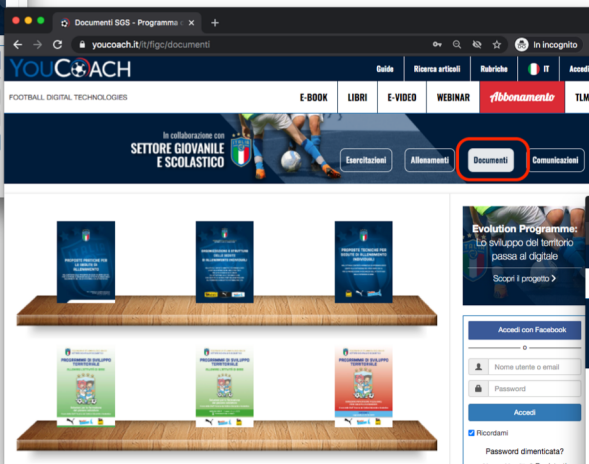 Documenti SGS - Programma d
youcoach.it/it/figc/documenti
In incognito
YOUCOACH
Guide
Ricerca articoli
Rubriche
IT
Accedi
FOOTBALL DIGITAL TECHNOLOGIES
E-BOOK
LIBRI
E-VIDEO
WEBINAR
Abbonamento
TLM
In collaborazione con
SETTORE GIOVANILE
E SCOLASTICO
Esercitazioni
Allenamenti
Documenti
Comunicazioni
PROPOSTE PRATICHE PER
LA SEDUTA DI
ALLENAMENTO
PROPOSTE TECNICHE PER
SEDUTE DI ALLENAMENTO
INDIVIDUALI
PROGRAMMA DI SVILUPPO
TERRITORIALE
PROGRAMMA DI SVILUPPO
TERRITORIALE
PROGRAMMA DI SVILUPPO
TERRITORIALE
Evolution Programme:
Lo sviluppo del territorio
passa al digitale
Scopri il progetto
Accedi con Facebook
o
Nome utente o email
Password
Accedi
Ricordami
Password dimenticata?